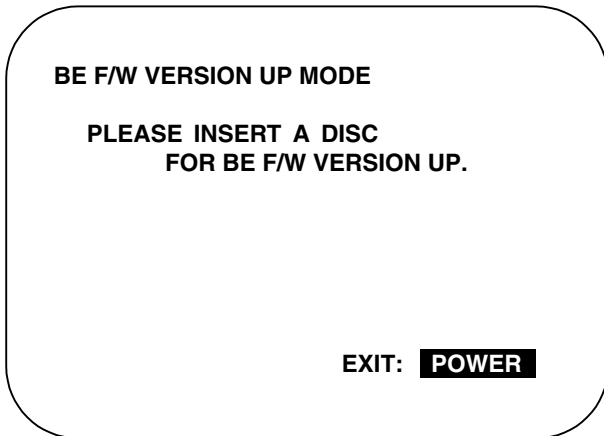 BE F/W VERSION UP MODE
PLEASE INSERT A DISC
FOR BE F/W VERSION UP.
EXIT: POWER